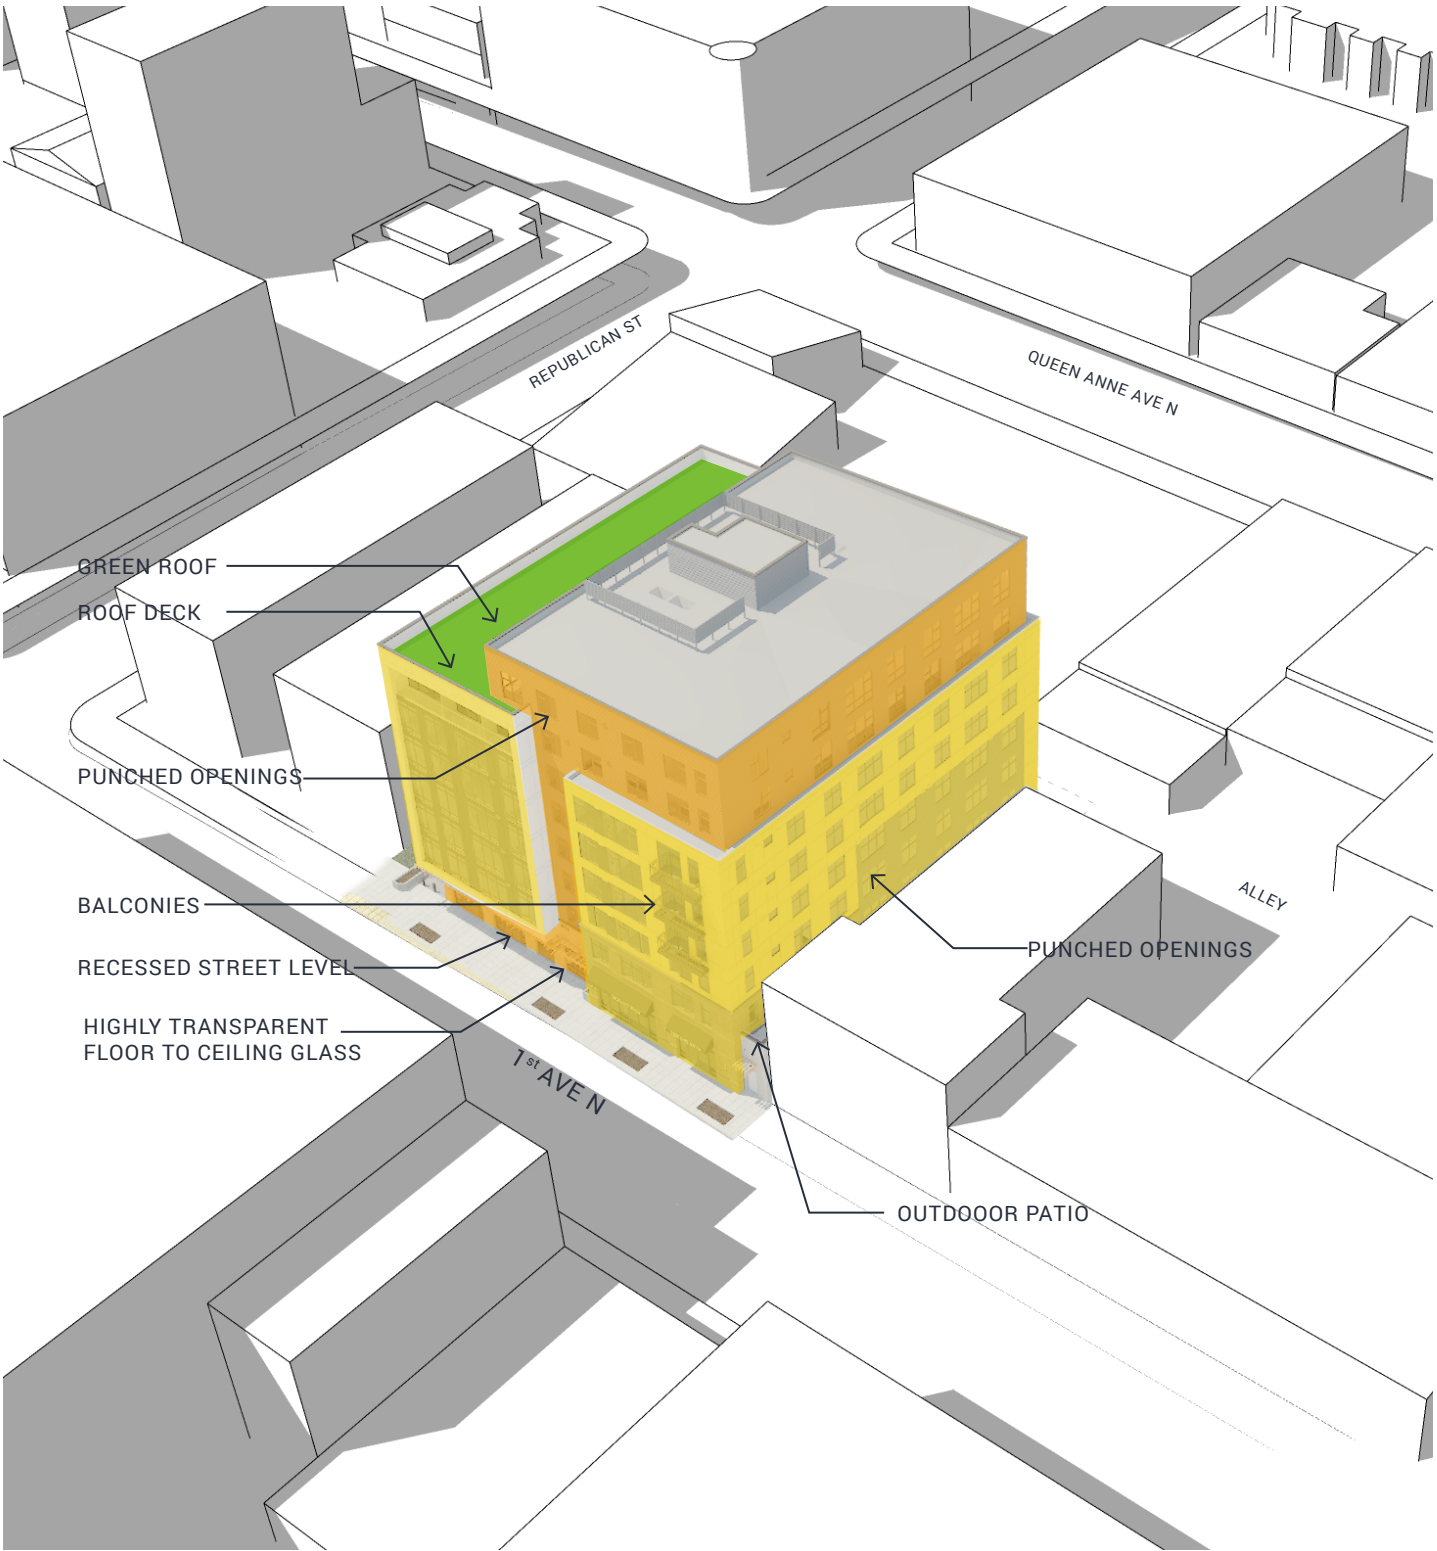 REPUBLICAN ST
QUEEN ANNE AVE N
GREEN ROOF
ROOF DECK
PUNCHED OPENINGS
BALCONIES
ALLEY
PUNCHED OPENINGS
RECESSED STREET LEVEL
HIGHLY TRANSPARENT
FLOOR TO CEILING GLASS
1st AVE N
OUTDOOOR PATIO